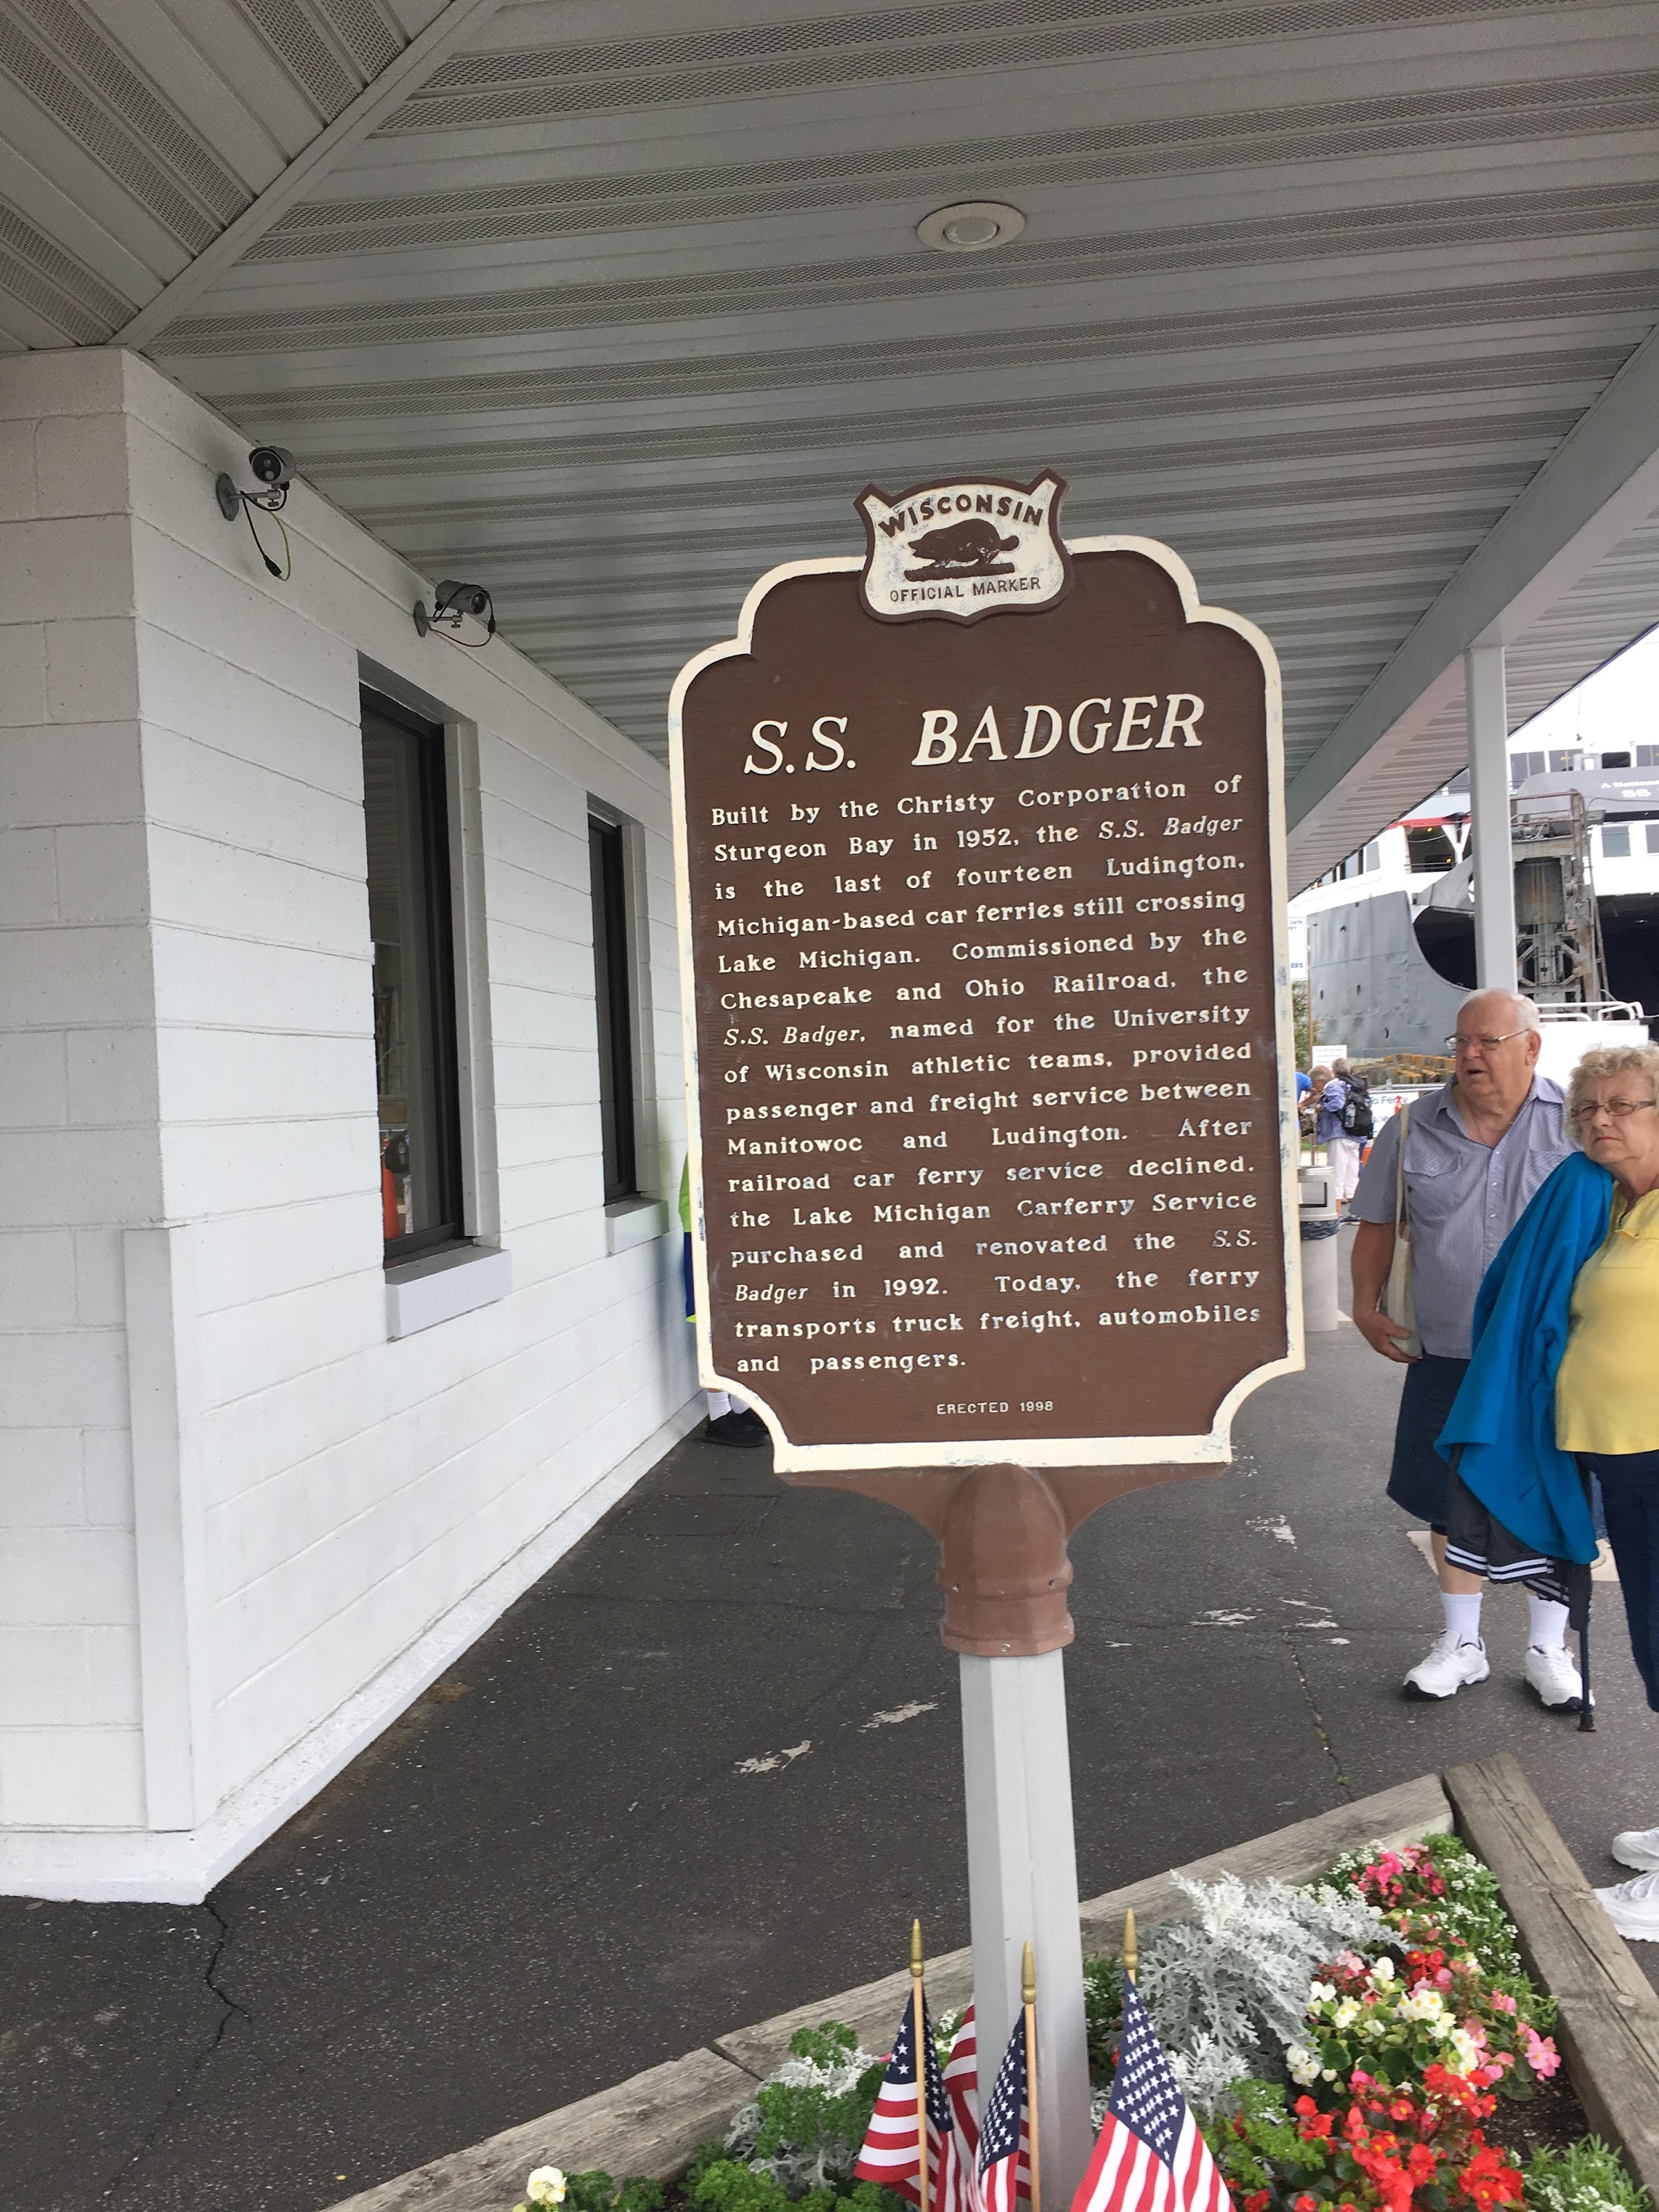 WISCONSIN
OFFICIAL MARKER
S.S. BADGER
Built by the Christy Corporation of
Sturgeon Bay in 1952, the S.S. Badger
is the last of fourteen Ludington,
Michigan-based car ferries still crossing
Lake Michigan. Commissioned by the
Chesapeake and Ohio Railroad, the
S.S. Badger, named for the University
of Wisconsin athletic teams, provided
passenger and freight service between
Manitowoc and Ludington. After
railroad car ferry service declined,
the Lake Michigan Carferry Service
purchased and renovated the S.S.
Badger in 1992. Today, the ferry
transports truck freight, automobiles
and passengers.
ERECTED 1998